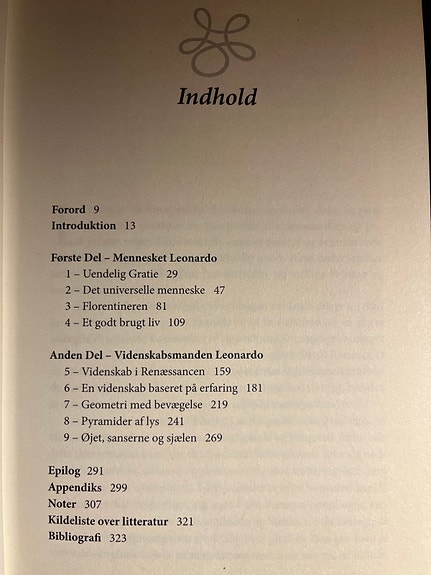 Indhold
Forord 9
Introduktion 13
Første Del – Mennesket Leonardo
1 – Uendelig Gratie 29
2 – Det universelle menneske 47
3 – Florentineren 81
4 – Et godt brugt liv 109
Anden Del – Videnskabsmanden Leonardo
5 – Videnskab i Renæssancen 159
6 – En videnskab baseret på erfaring 181
7 – Geometri med bevægelse 219
8 – Pyramider af lys 241
9 – Øjet, sanserne og sjælen 269
Epilog 291
Appendiks 299
Noter 307
Kildeliste over litteratur 321
Bibliografi 323